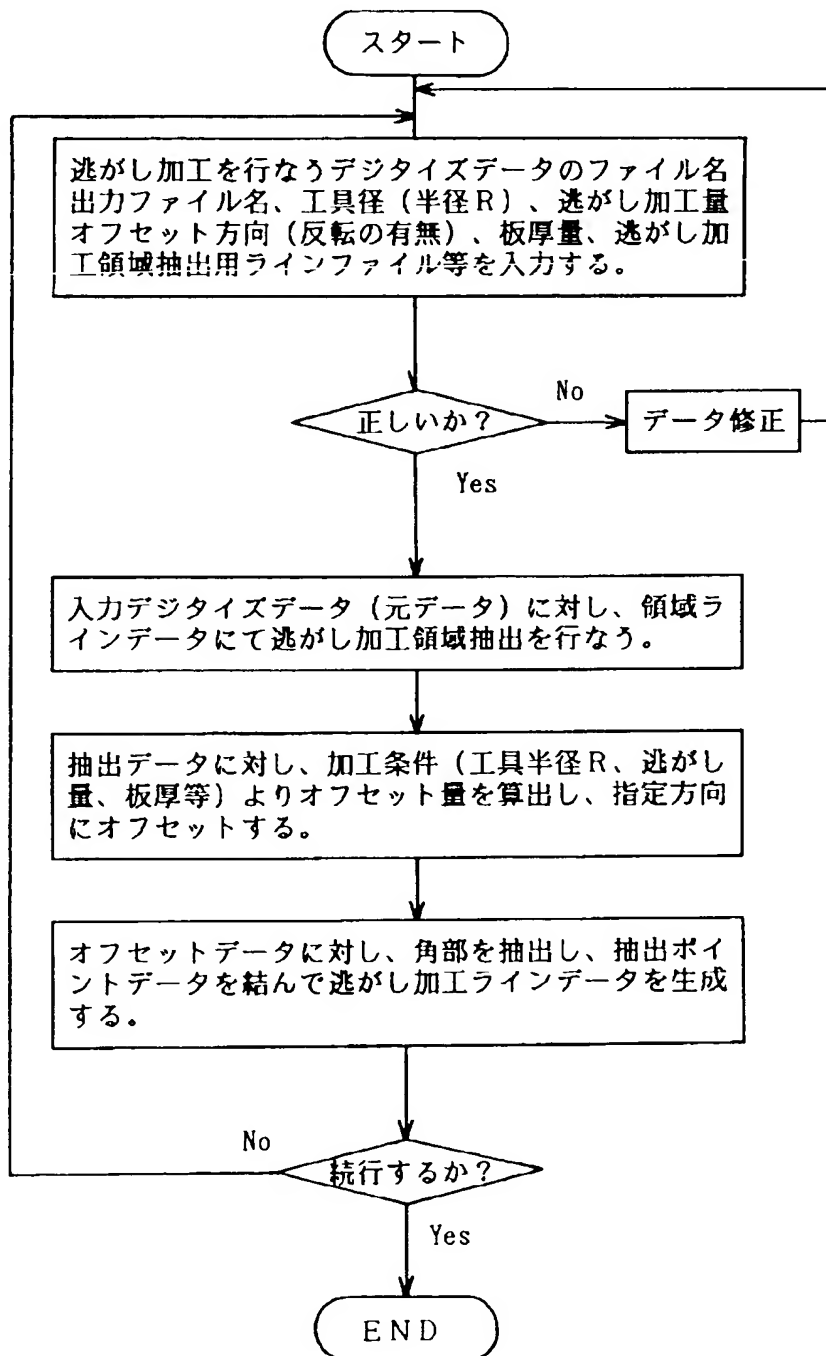 スタート
逃がし加工を行なうデジタイズデータのファイル名
出力ファイル名、工具径（半径R）、逃がし加工量
オフセット方向（反転の有無）、板厚量、逃がし加
工領域抽出用ラインファイル等を入力する。
正しいか？
No
データ修正
Yes
入力デジタイズデータ（元データ）に対し、領域ラ
インデータにて逃がし加工領域抽出を行なう。
抽出データに対し、加工条件（工具半径R、逃がし
量、板厚等）よりオフセット量を算出し、指定方向
にオフセットする。
オフセットデータに対し、角部を抽出し、抽出ポイ
ントデータを結んで逃がし加工ラインデータを生成
する。
No
続行するか？
Yes
END